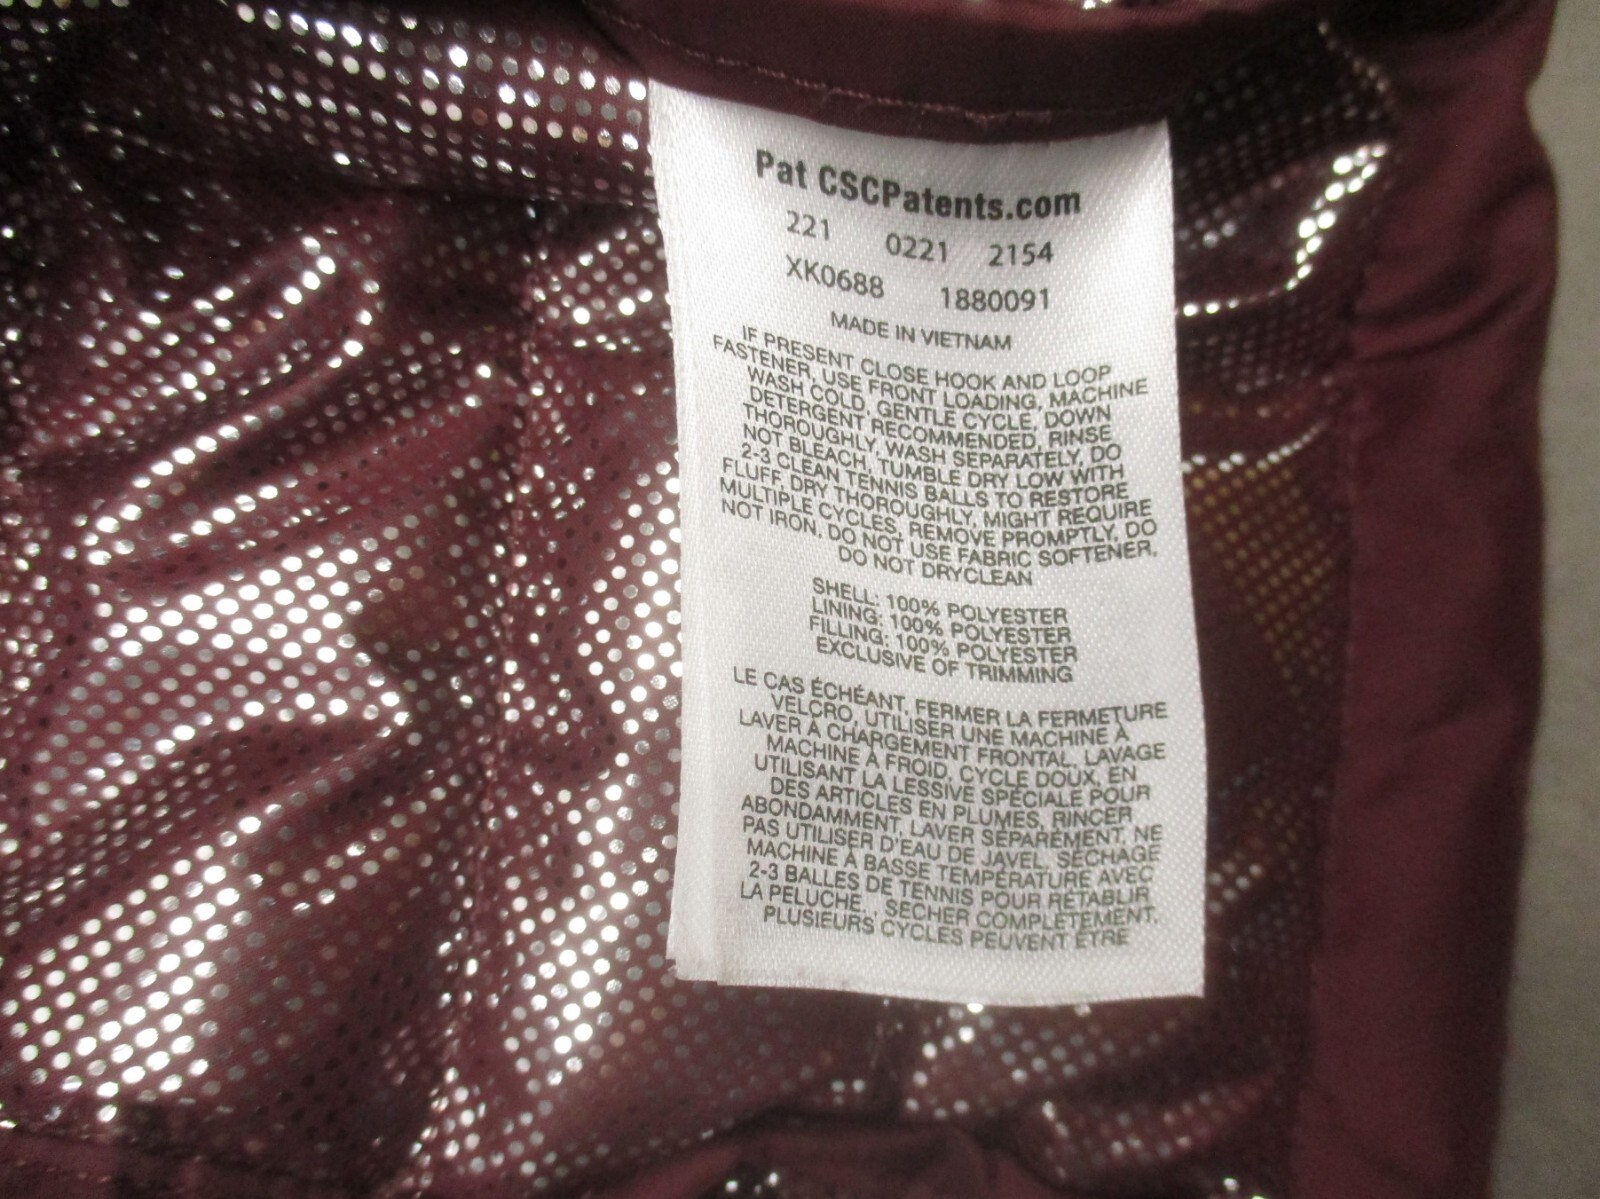 Pat CSCPatents.com
221 0221 2154
XK0688 1880091
MADE IN VIETNAM
IF PRESENT CLOSE HOOK AND LOOP
FASTENER, USE FRONT LOADING, MACHINE
WASH COLD, GENTLE CYCLE, DOWN
DETERGENT RECOMMENDED, RINSE
THOROUGHLY, WASH SEPARATELY, DO
NOT BLEACH, TUMBLE DRY LOW WITH
2-3 CLEAN TENNIS BALLS TO RESTORE
FLUFF, DRY THOROUGHLY, MIGHT REQUIRE
MULTIPLE CYCLES, REMOVE PROMPTLY, DO
NOT IRON, DO NOT USE FABRIC SOFTENER,
DO NOT DRYCLEAN
SHELL: 100% POLYESTER
LINING: 100% POLYESTER
FILLING: 100% POLYESTER
EXCLUSIVE OF TRIMMING
LE CAS ÉCHÉANT, FERMER LA FERMETURE
VELCRO, UTILISER UNE MACHINE À
LAVER À CHARGEMENT FRONTAL, LAVAGE
MACHINE À FROID, CYCLE DOUX, EN
UTILISANT LA LESSIVE SPÉCIALE POUR
DES ARTICLES EN PLUMES, RINCER
ABONDAMMENT, LAVER SÉPARÉMENT, NE
PAS UTILISER D'EAU DE JAVEL, SÉCHAGE
MACHINE À BASSE TEMPÉRATURE AVEC
2-3 BALLES DE TENNIS POUR RÉTABLIR
LA PELUCHE , SÉCHER COMPLÈTEMENT,
PLUSIEURS CYCLES PEUVENT ÊTRE